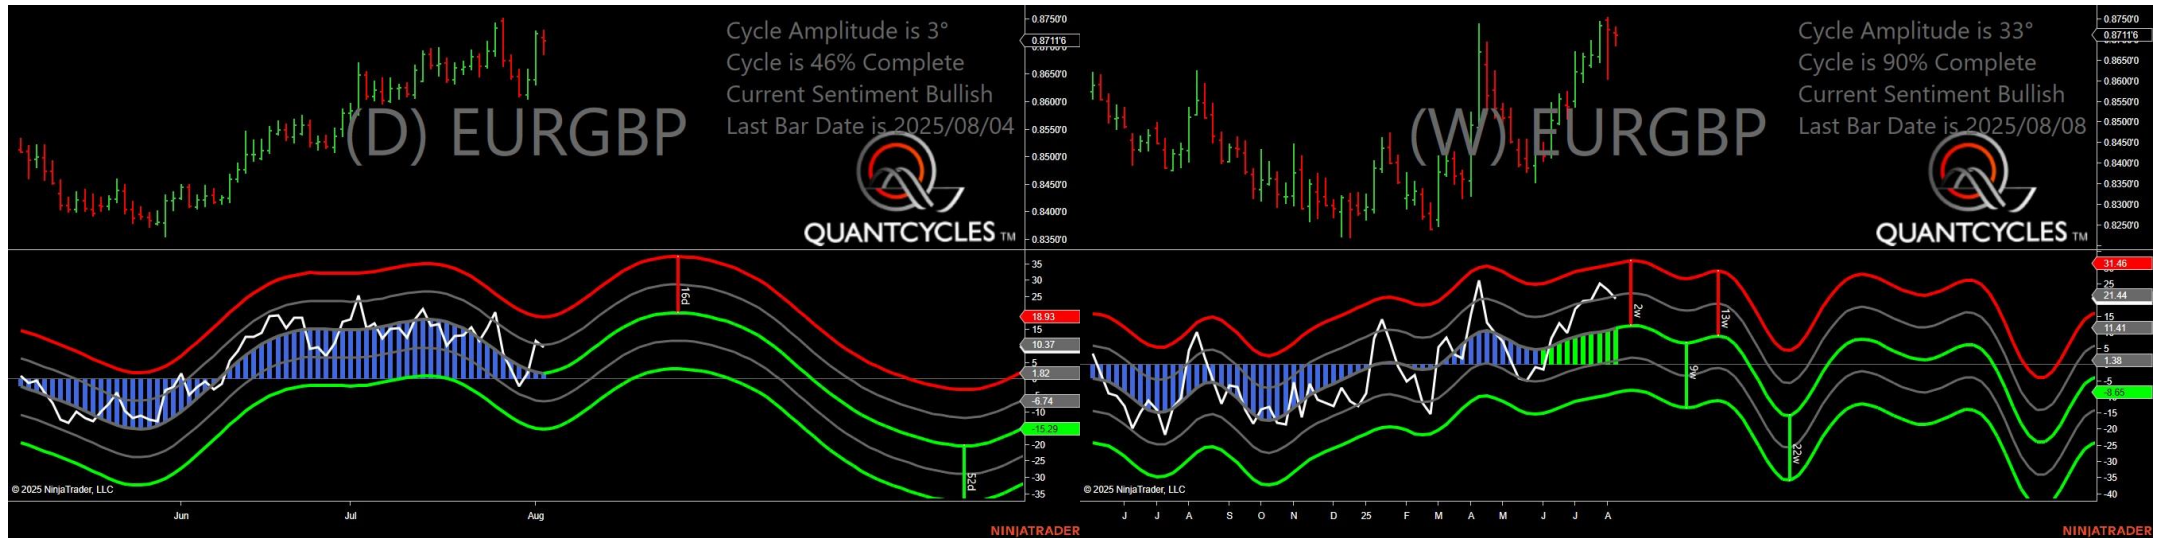 Cycle Amplitude is 3°
Cycle is 46% Complete
Current Sentiment Bullish
Last Bar Date is 2025/08/04
(D) EURGBP
QUANTCYCLES TM
0.8750'0
0.8711'6
0.8650'0
0.8600'0
0.8550'0
0.8500'0
0.8450'0
0.8400'0
0.8350'0
16d
52d
35
30
25
18.93
15
10.37
5
1.82
-6.74
-10
-15.29
-20
-25
-30
-35
© 2025 NinjaTrader, LLC
Jun Jul Aug
NINJATRADER
Cycle Amplitude is 33°
Cycle is 90% Complete
Current Sentiment Bullish
Last Bar Date is 2025/08/08
(W) EURGBP
QUANTCYCLES TM
0.8750'0
0.8711'6
0.8650'0
0.8600'0
0.8550'0
0.8500'0
0.8450'0
0.8400'0
0.8350'0
0.8300'0
0.8250'0
2w
13w
9w
22w
31.46
25
21.44
15
11.41
5
1.38
-5
-8.65
-15
-20
-25
-30
-35
-40
© 2025 NinjaTrader, LLC
J J A S O N D 25 F M A M J J A
NINJATRADER